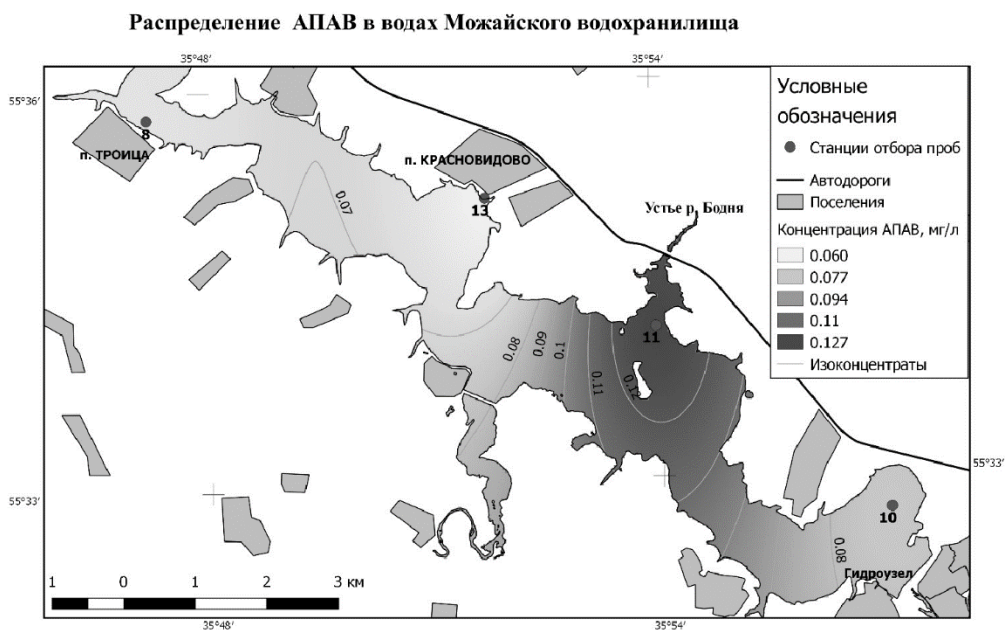 Распределение АПАВ в водах Можайского водохранилища
35°48′
35°54′
55°36′
8
п. ТРОИЦА
п. КРАСНОВИДОВО
13
0.07
Устье р. Бодня
Условные
обозначения
Станции отбора проб
Автодороги
Поселения
Концентрация АПАВ, мг/л
0.060
0.077
0.094
0.11
0.127
Изоконцентраты
11
0.08
0.09
0.1
0.11
0.12
55°33′
55°33′
10
0.08
Гидроузел
1 0 1 2 3 км
35°48′
35°54′